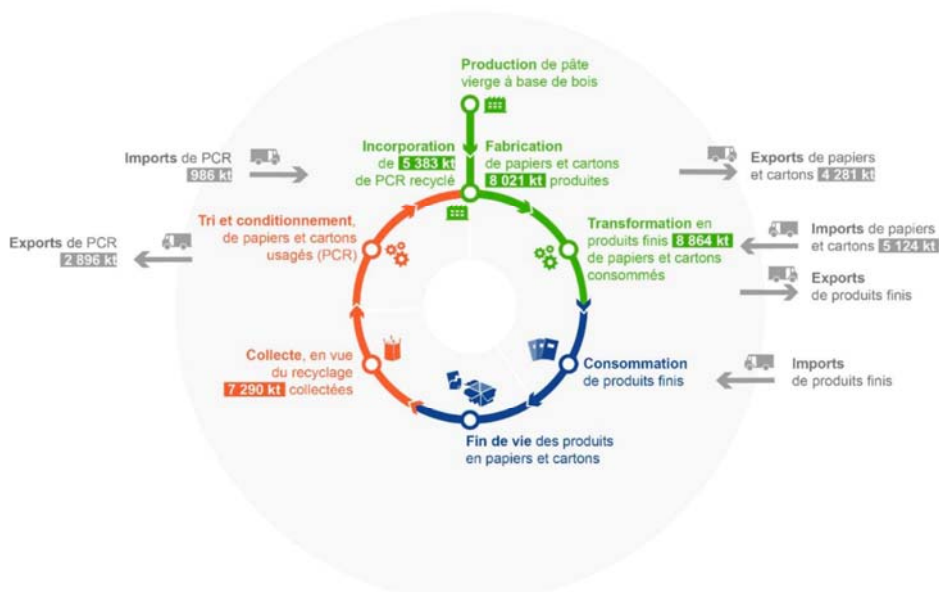 Production de pâte
vierge à base de bois
Incorporation
de 5 383 kt
de PCR recyclé
Fabrication
de papiers et cartons
8 021 kt produites
Imports de PCR
986 kt
Exports de papiers
et cartons 4 281 kt
Tri et conditionnement,
de papiers et cartons
usagés (PCR)
Transformation en
produits finis 8 864 kt
de papiers et cartons
consommés
Imports de papiers
et cartons 5 124 kt
Exports de PCR
2 896 kt
Exports
de produits finis
Collecte, en vue
du recyclage
7 290 kt collectées
Consommation
de produits finis
Imports
de produits finis
Fin de vie des produits
en papiers et cartons